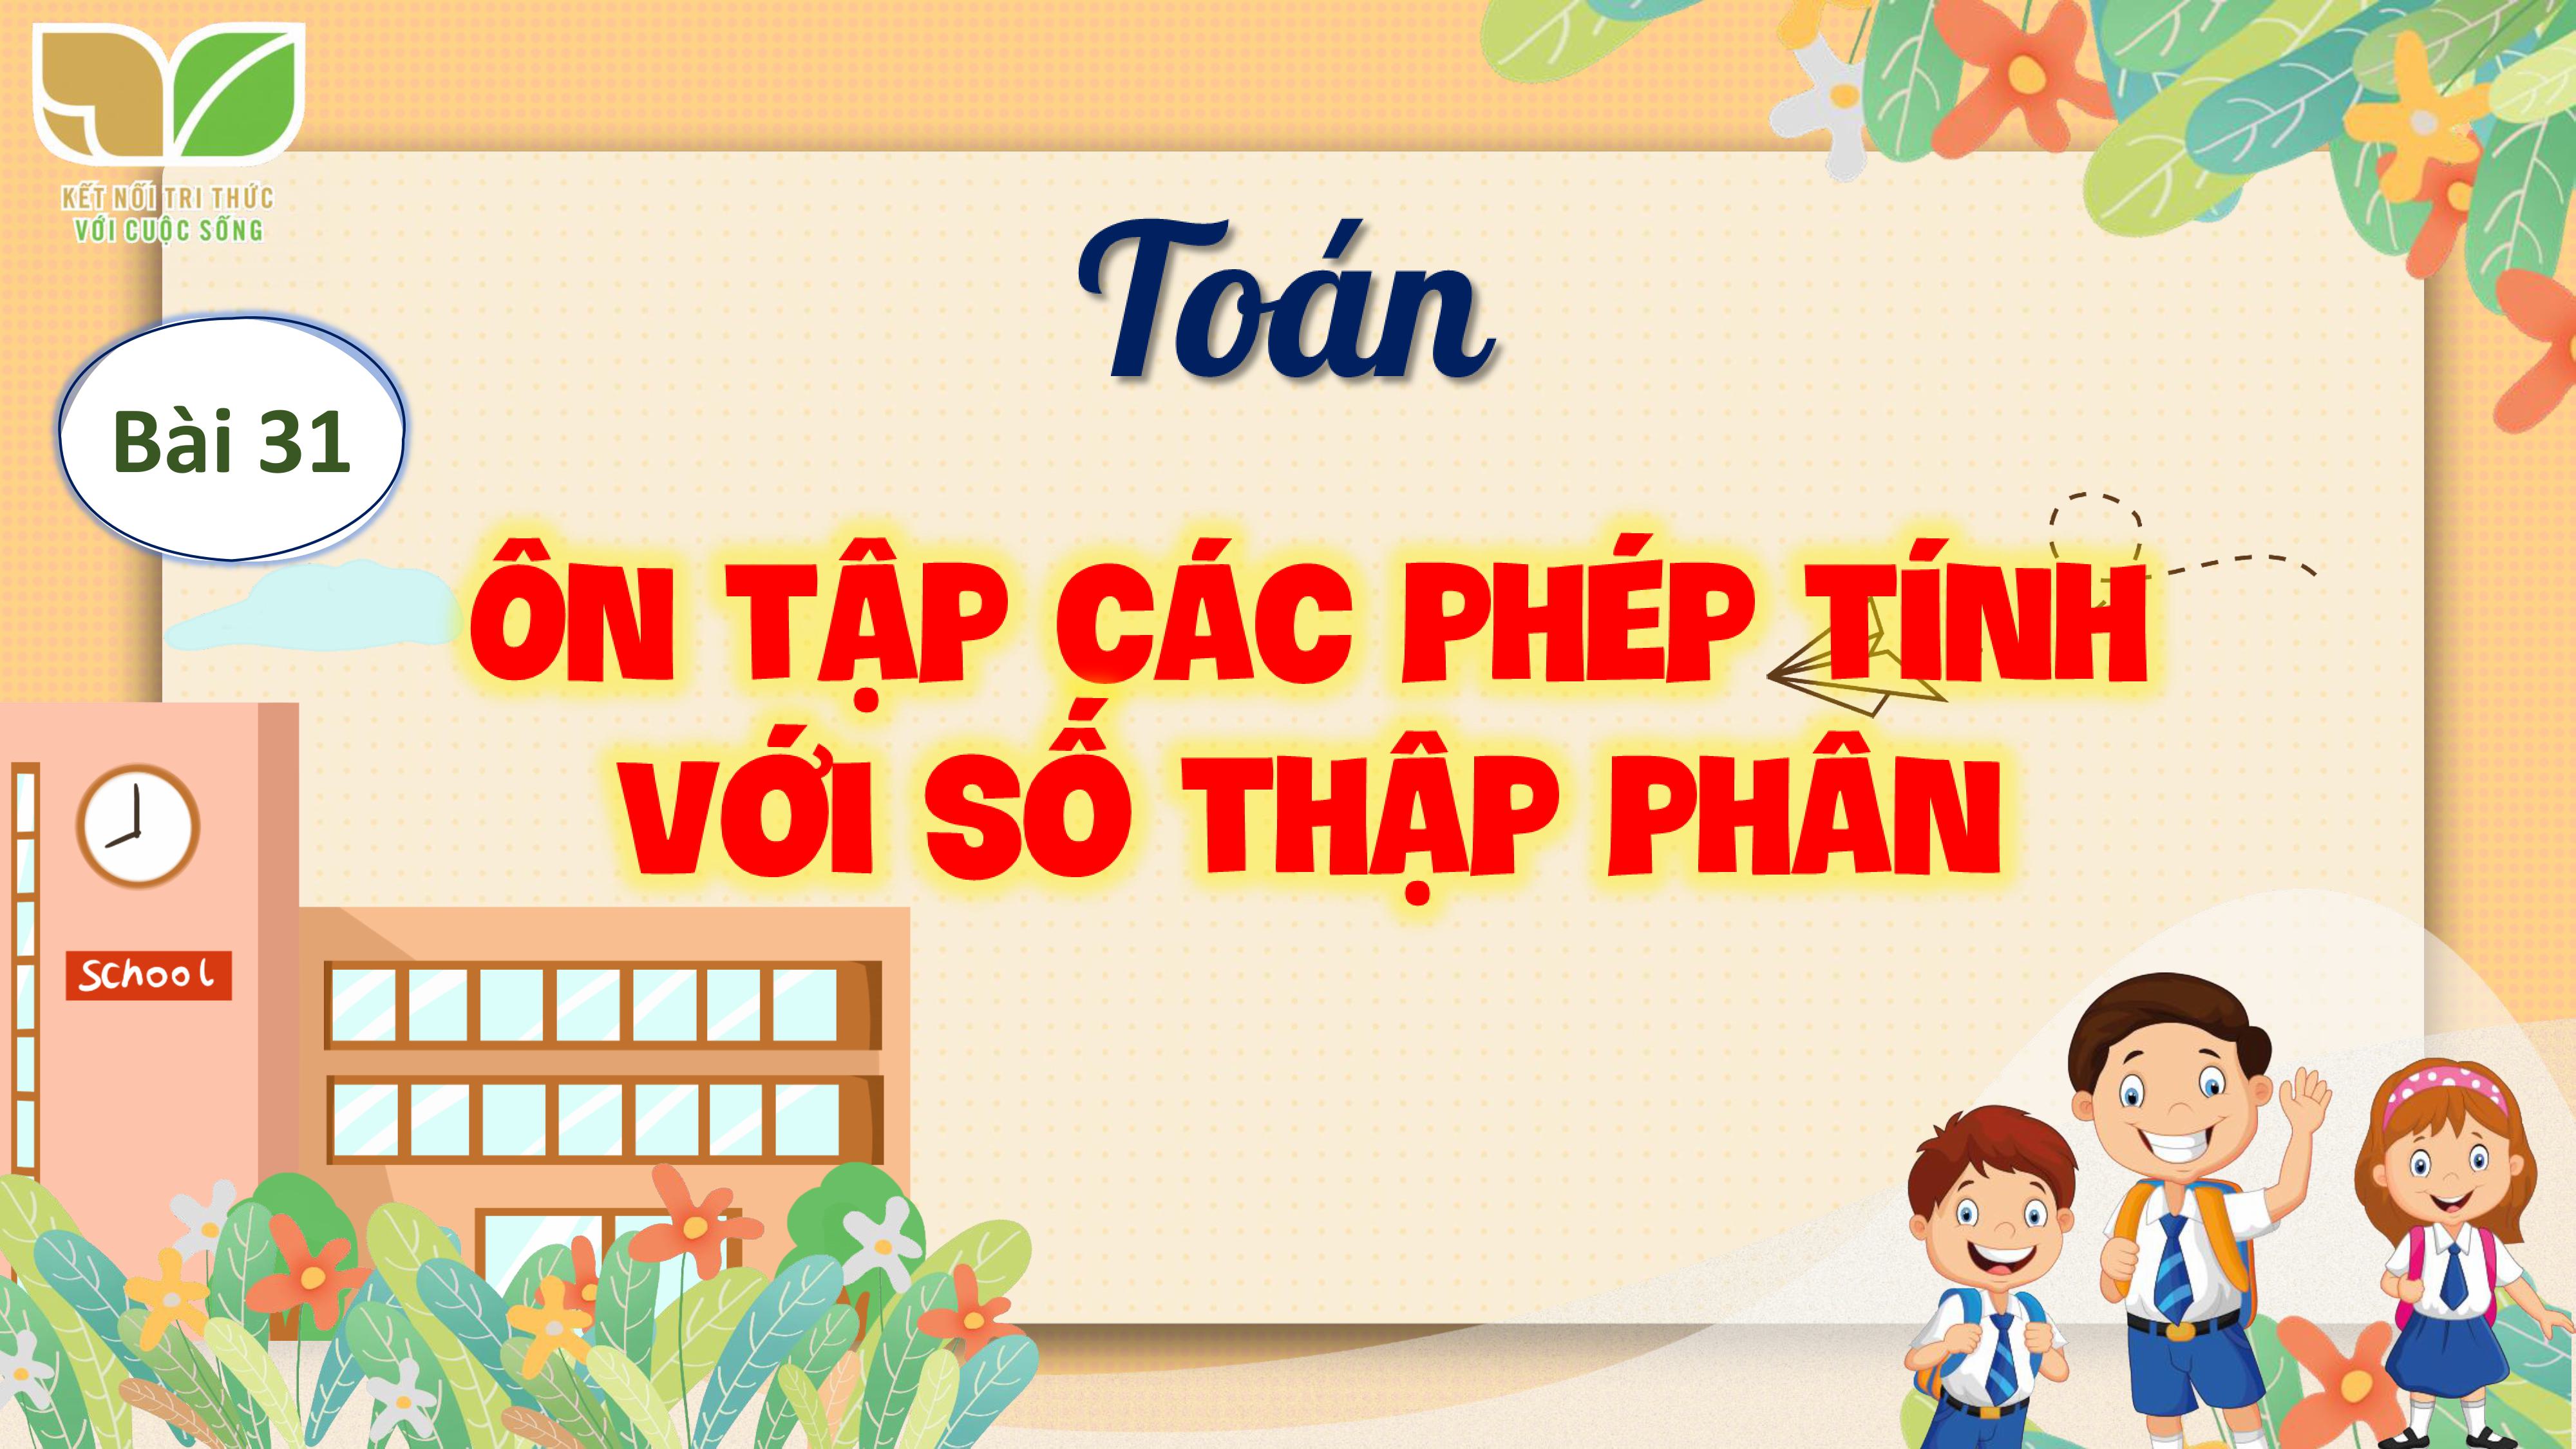 KẾT NỐI TRI THỨC
VỚI CUỘC SỐNG
Toán
Bài 31
ÔN TẬP CÁC PHÉP TÍNH
VỚI SỐ THẬP PHÂN
SCHOOL